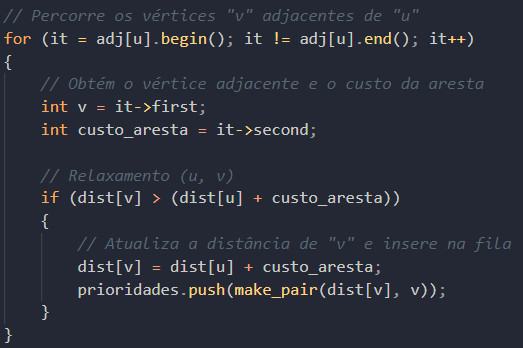 // Percorre os vértices "v" adjacentes de "u"
for (it = adj[u].begin(); it != adj[u].end(); it++)
{
    // Obtém o vértice adjacente e o custo da aresta
    int v = it->first;
    int custo_aresta = it->second;

    // Relaxamento (u, v)
    if (dist[v] > (dist[u] + custo_aresta))
    {
        // Atualiza a distância de "v" e insere na fila
        dist[v] = dist[u] + custo_aresta;
        prioridades.push(make_pair(dist[v], v));
    }
}